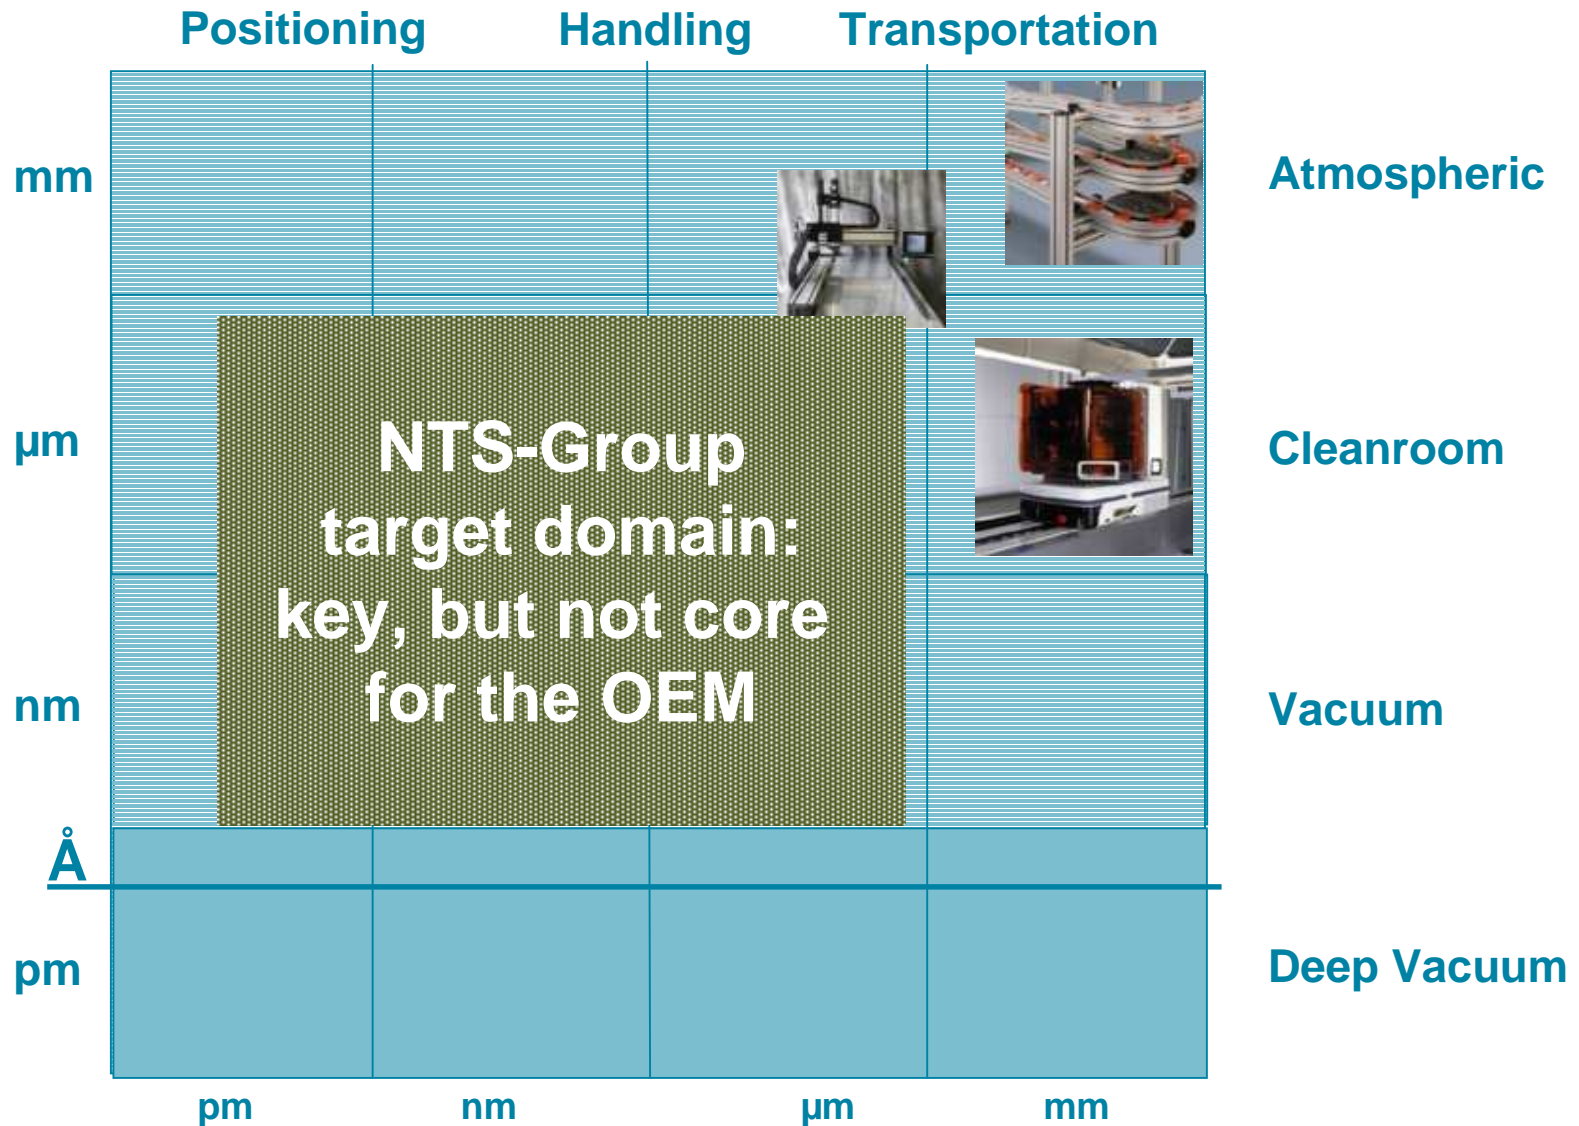 Positioning Handling Transportation
mm Atmospheric
µm Cleanroom
NTS-Group
target domain:
key, but not core
for the OEM
nm Vacuum
Å
pm Deep Vacuum
pm nm µm mm